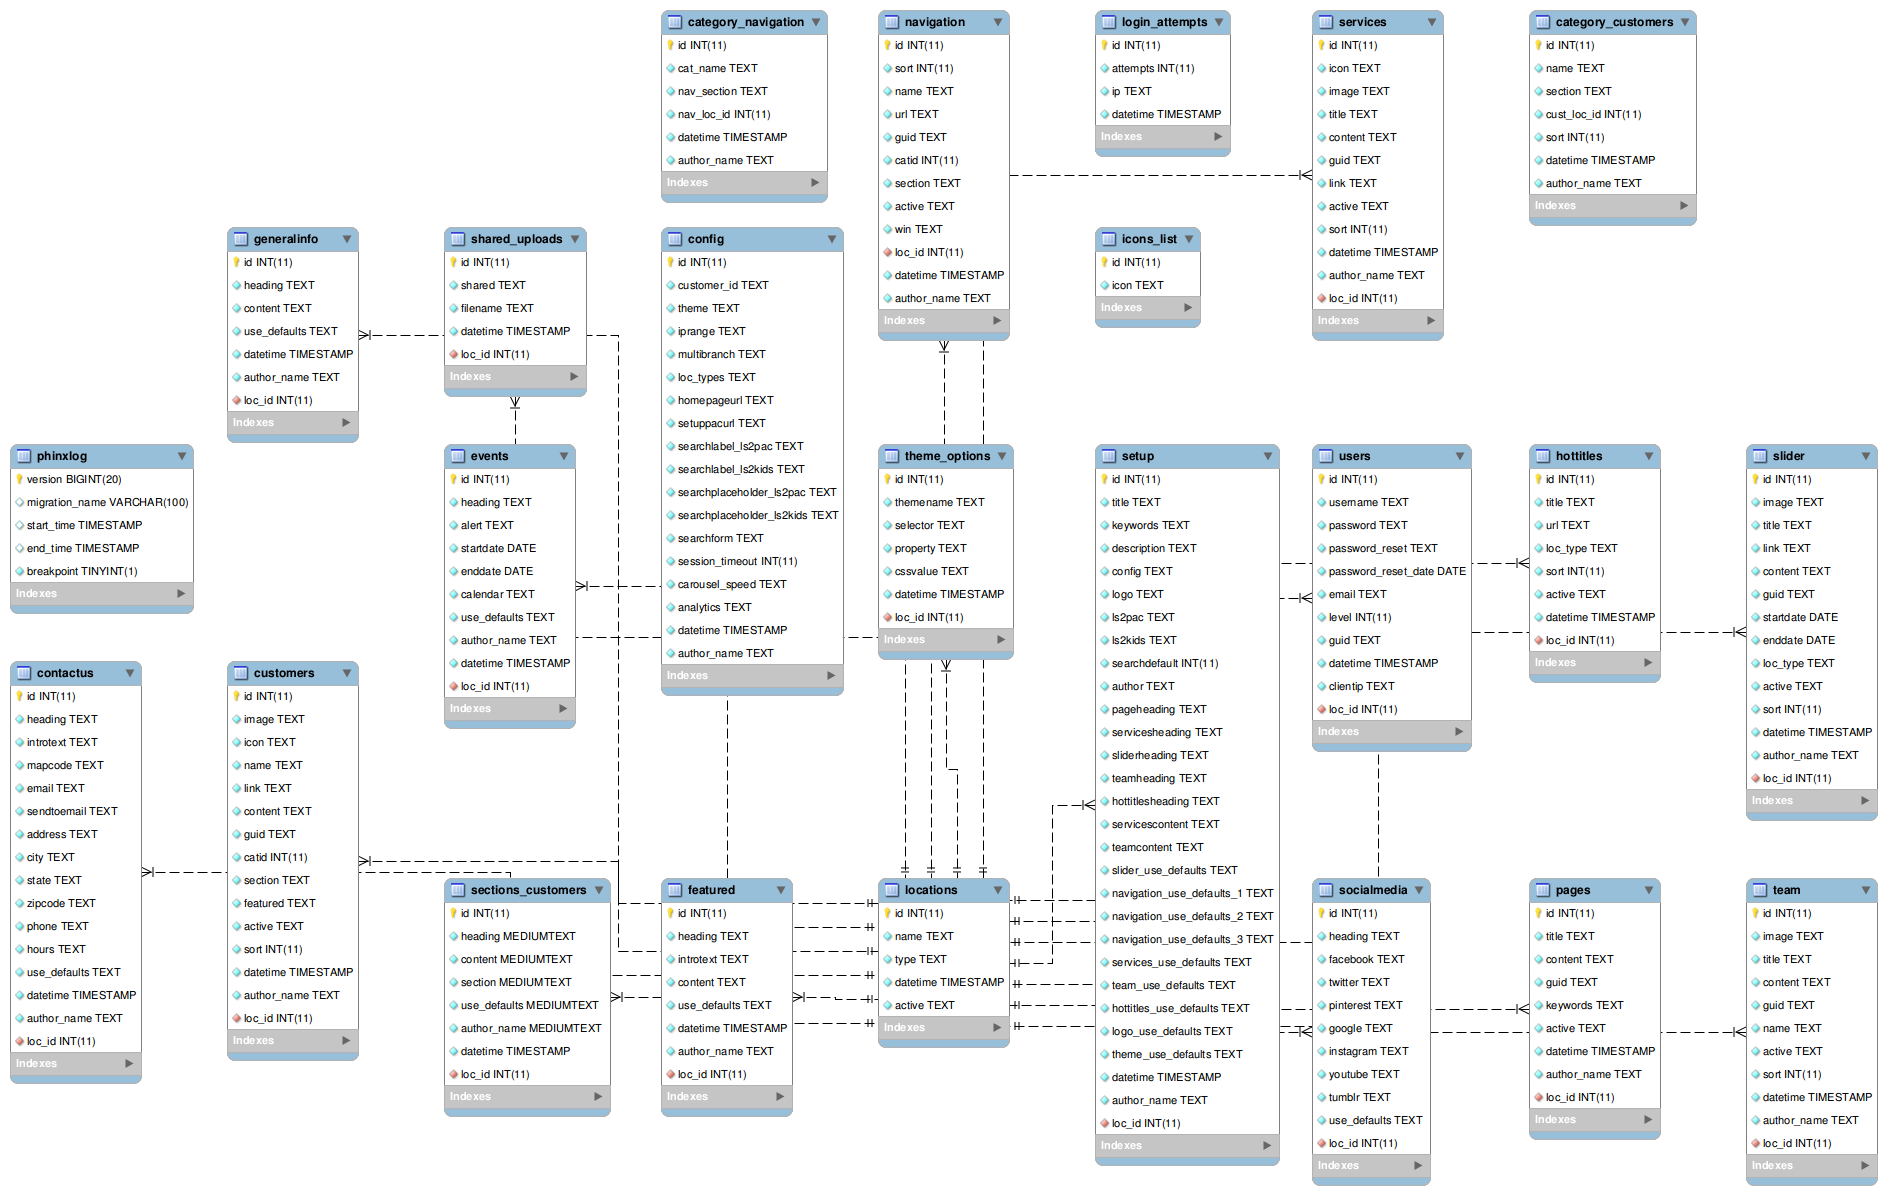 category_navigation
id INT(11)
cat_name TEXT
nav_section TEXT
nav_loc_id INT(11)
datetime TIMESTAMP
author_name TEXT
Indexes
navigation
id INT(11)
sort INT(11)
name TEXT
url TEXT
guid TEXT
catid INT(11)
section TEXT
active TEXT
win TEXT
loc_id INT(11)
datetime TIMESTAMP
author_name TEXT
Indexes
login_attempts
id INT(11)
attempts INT(11)
ip TEXT
datetime TIMESTAMP
Indexes
services
id INT(11)
icon TEXT
image TEXT
title TEXT
content TEXT
guid TEXT
link TEXT
active TEXT
sort INT(11)
datetime TIMESTAMP
author_name TEXT
loc_id INT(11)
Indexes
category_customers
id INT(11)
name TEXT
section TEXT
cust_loc_id INT(11)
sort INT(11)
datetime TIMESTAMP
author_name TEXT
Indexes
generalinfo
id INT(11)
heading TEXT
content TEXT
use_defaults TEXT
datetime TIMESTAMP
author_name TEXT
loc_id INT(11)
Indexes
shared_uploads
id INT(11)
shared TEXT
filename TEXT
datetime TIMESTAMP
loc_id INT(11)
Indexes
config
id INT(11)
customer_id TEXT
theme TEXT
iprange TEXT
multibranch TEXT
loc_types TEXT
homepageurl TEXT
setuppacurl TEXT
searchlabel_ls2pac TEXT
searchlabel_ls2kids TEXT
searchplaceholder_ls2pac TEXT
searchplaceholder_ls2kids TEXT
searchform TEXT
session_timeout INT(11)
carousel_speed TEXT
analytics TEXT
datetime TIMESTAMP
author_name TEXT
Indexes
icons_list
id INT(11)
icon TEXT
Indexes
phinxlog
version BIGINT(20)
migration_name VARCHAR(100)
start_time TIMESTAMP
end_time TIMESTAMP
breakpoint TINYINT(1)
Indexes
events
id INT(11)
heading TEXT
alert TEXT
startdate DATE
enddate DATE
calendar TEXT
use_defaults TEXT
author_name TEXT
datetime TIMESTAMP
loc_id INT(11)
Indexes
theme_options
id INT(11)
themename TEXT
selector TEXT
property TEXT
cssvalue TEXT
datetime TIMESTAMP
loc_id INT(11)
Indexes
setup
id INT(11)
title TEXT
keywords TEXT
description TEXT
config TEXT
logo TEXT
ls2pac TEXT
ls2kids TEXT
searchdefault INT(11)
author TEXT
pageheading TEXT
servicesheading TEXT
sliderheading TEXT
teamheading TEXT
hottitlesheading TEXT
servicescontent TEXT
teamcontent TEXT
slider_use_defaults TEXT
navigation_use_defaults_1 TEXT
navigation_use_defaults_2 TEXT
navigation_use_defaults_3 TEXT
services_use_defaults TEXT
team_use_defaults TEXT
hottitles_use_defaults TEXT
logo_use_defaults TEXT
theme_use_defaults TEXT
datetime TIMESTAMP
author_name TEXT
loc_id INT(11)
Indexes
users
id INT(11)
username TEXT
password TEXT
password_reset TEXT
password_reset_date DATE
email TEXT
level INT(11)
guid TEXT
datetime TIMESTAMP
clientip TEXT
loc_id INT(11)
Indexes
hottitles
id INT(11)
title TEXT
url TEXT
loc_type TEXT
sort INT(11)
active TEXT
datetime TIMESTAMP
loc_id INT(11)
Indexes
slider
id INT(11)
image TEXT
title TEXT
link TEXT
content TEXT
guid TEXT
startdate DATE
enddate DATE
loc_type TEXT
active TEXT
sort INT(11)
datetime TIMESTAMP
author_name TEXT
loc_id INT(11)
Indexes
contactus
id INT(11)
heading TEXT
introtext TEXT
mapcode TEXT
email TEXT
sendtoemail TEXT
address TEXT
city TEXT
state TEXT
zipcode TEXT
phone TEXT
hours TEXT
use_defaults TEXT
datetime TIMESTAMP
author_name TEXT
loc_id INT(11)
Indexes
customers
id INT(11)
image TEXT
icon TEXT
name TEXT
link TEXT
content TEXT
guid TEXT
catid INT(11)
section TEXT
featured TEXT
active TEXT
sort INT(11)
datetime TIMESTAMP
author_name TEXT
loc_id INT(11)
Indexes
sections_customers
id INT(11)
heading MEDIUMTEXT
content MEDIUMTEXT
section MEDIUMTEXT
use_defaults MEDIUMTEXT
author_name MEDIUMTEXT
datetime TIMESTAMP
loc_id INT(11)
Indexes
featured
id INT(11)
heading TEXT
introtext TEXT
content TEXT
use_defaults TEXT
datetime TIMESTAMP
author_name TEXT
loc_id INT(11)
Indexes
locations
id INT(11)
name TEXT
type TEXT
datetime TIMESTAMP
active TEXT
Indexes
socialmedia
id INT(11)
heading TEXT
facebook TEXT
twitter TEXT
pinterest TEXT
google TEXT
instagram TEXT
youtube TEXT
tumblr TEXT
use_defaults TEXT
loc_id INT(11)
Indexes
pages
id INT(11)
title TEXT
content TEXT
guid TEXT
keywords TEXT
active TEXT
datetime TIMESTAMP
author_name TEXT
loc_id INT(11)
Indexes
team
id INT(11)
image TEXT
title TEXT
content TEXT
guid TEXT
name TEXT
active TEXT
sort INT(11)
datetime TIMESTAMP
author_name TEXT
loc_id INT(11)
Indexes